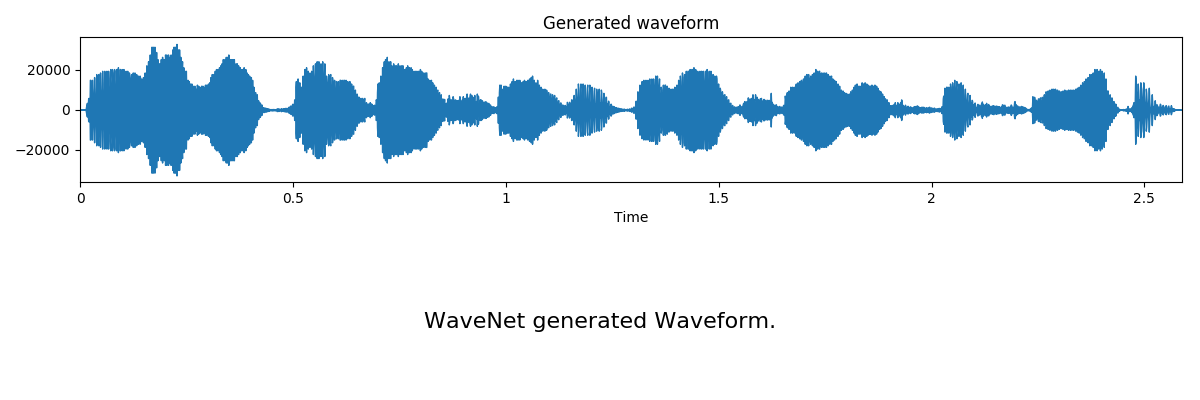 Generated waveform
20000
0
−20000
0 0.5 1 1.5 2 2.5
Time
WaveNet generated Waveform.